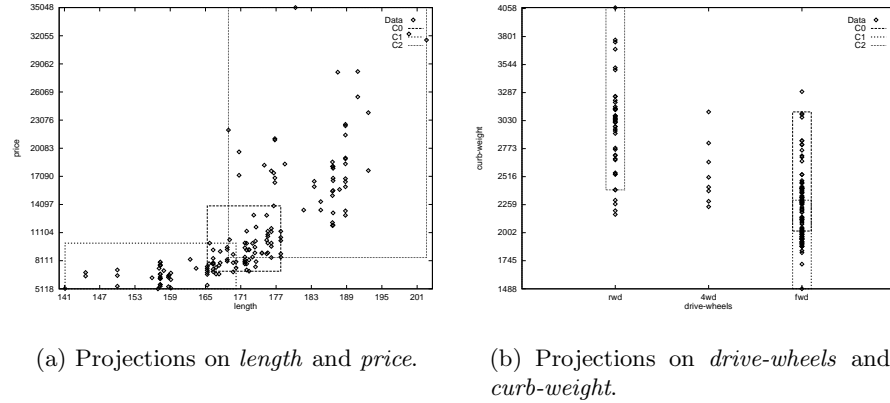 35048
32055
29062
26069
23076
20083
17090
14097
11104
8111
5118
price
141
147
153
159
165
171
177
183
189
195
201
length
Data
C0
C1
C2
4058
3801
3544
3287
3030
2773
2516
2259
2002
1745
1488
curb-weight
rwd
4wd
fwd
drive-wheels
Data
C0
C1
C2
(a) Projections on length and price.
(b) Projections on drive-wheels and
curb-weight.